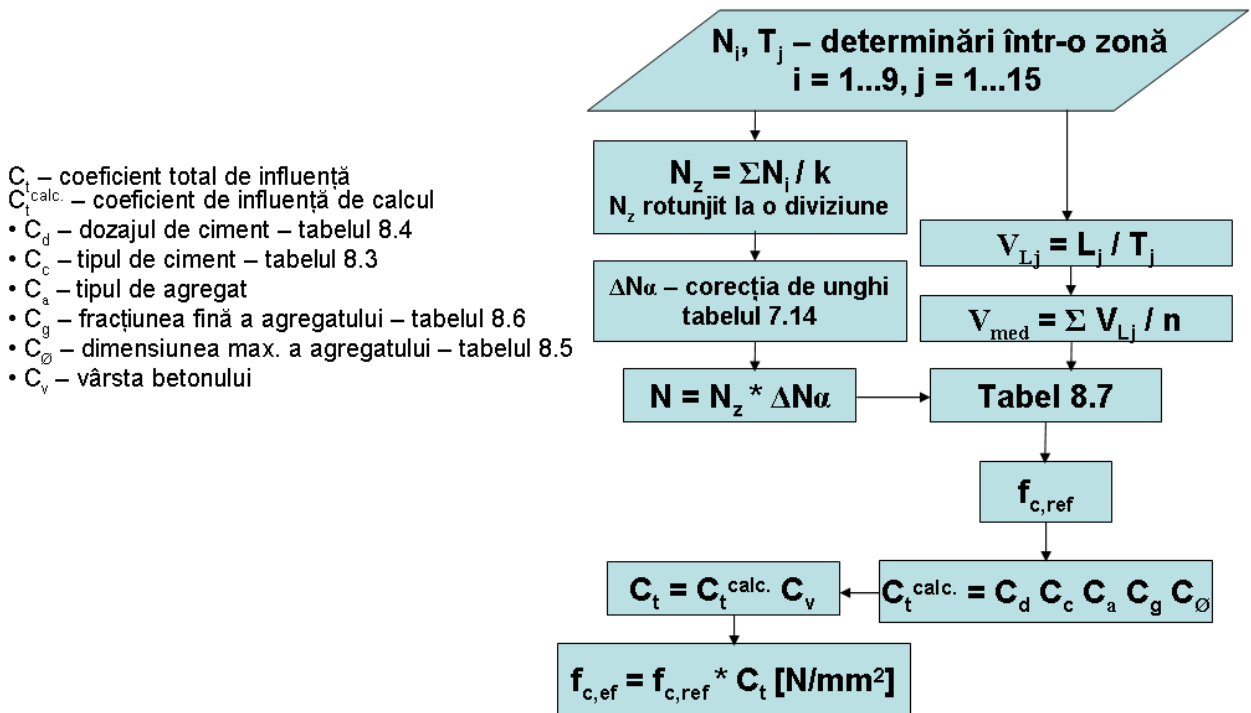 N_i, T_j – determinări într-o zonă
i = 1...9, j = 1...15
C_t – coeficient total de influență
C_t^calc. – coeficient de influență de calcul
• C_d – dozajul de ciment – tabelul 8.4
• C_c – tipul de ciment – tabelul 8.3
• C_a – tipul de agregat
• C_g – fracțiunea fină a agregatului – tabelul 8.6
• C_Ø – dimensiunea max. a agregatului – tabelul 8.5
• C_v – vârsta betonului
N_z = ΣN_i / k
N_z rotunjit la o diviziune
V_Lj = L_j / T_j
ΔNα – corecția de unghi
tabelul 7.14
V_med = Σ V_Lj / n
N = N_z * ΔNα
Tabel 8.7
f_c,ref
C_t^calc. = C_d C_c C_a C_g C_Ø
C_t = C_t^calc. C_v
f_c,ef = f_c,ref * C_t [N/mm²]